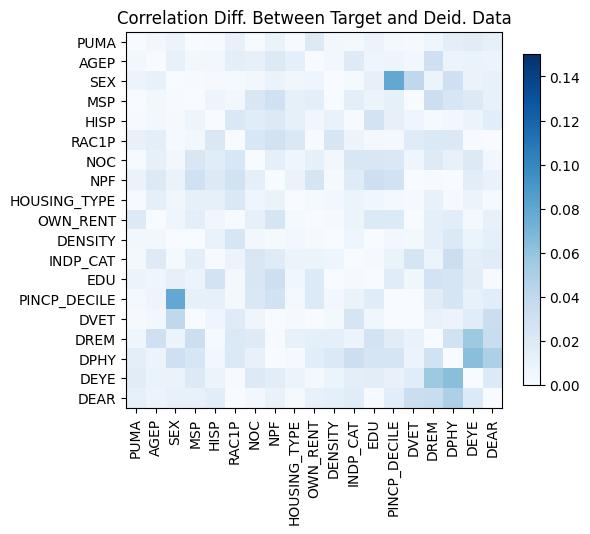 Correlation Diff. Between Target and Deid. Data
PUMA
AGEP
SEX
MSP
HISP
RAC1P
NOC
NPF
HOUSING_TYPE
OWN_RENT
DENSITY
INDP_CAT
EDU
PINCP_DECILE
DVET
DREM
DPHY
DEYE
DEAR
PUMA
AGEP
SEX
MSP
HISP
RAC1P
NOC
NPF
HOUSING_TYPE
OWN_RENT
DENSITY
INDP_CAT
EDU
PINCP_DECILE
DVET
DREM
DPHY
DEYE
DEAR
0.14
0.12
0.10
0.08
0.06
0.04
0.02
0.00